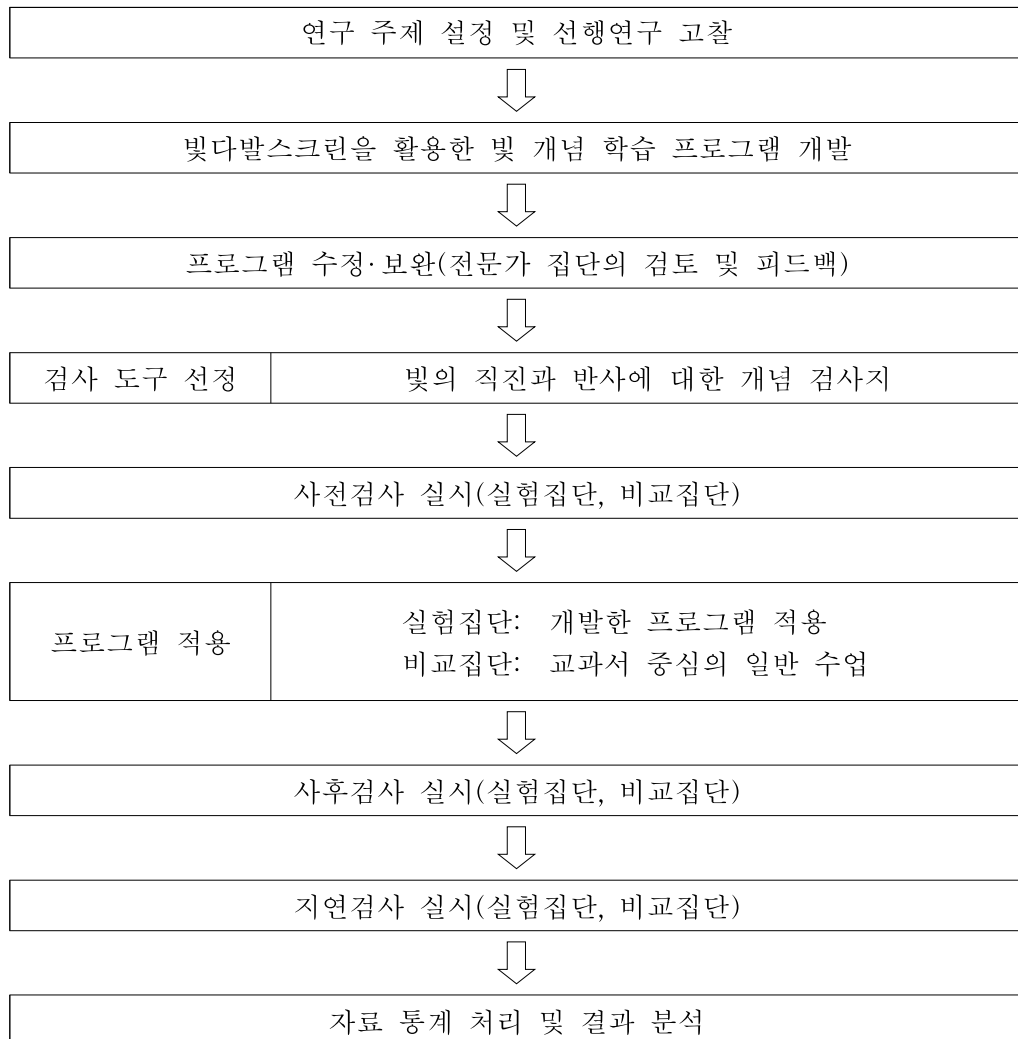 연구 주제 설정 및 선행연구 고찰
빛다발스크린을 활용한 빛 개념 학습 프로그램 개발
프로그램 수정·보완(전문가 집단의 검토 및 피드백)
검사 도구 선정
빛의 직진과 반사에 대한 개념 검사지
사전검사 실시(실험집단, 비교집단)
프로그램 적용
실험집단: 개발한 프로그램 적용
비교집단: 교과서 중심의 일반 수업
사후검사 실시(실험집단, 비교집단)
지연검사 실시(실험집단, 비교집단)
자료 통계 처리 및 결과 분석